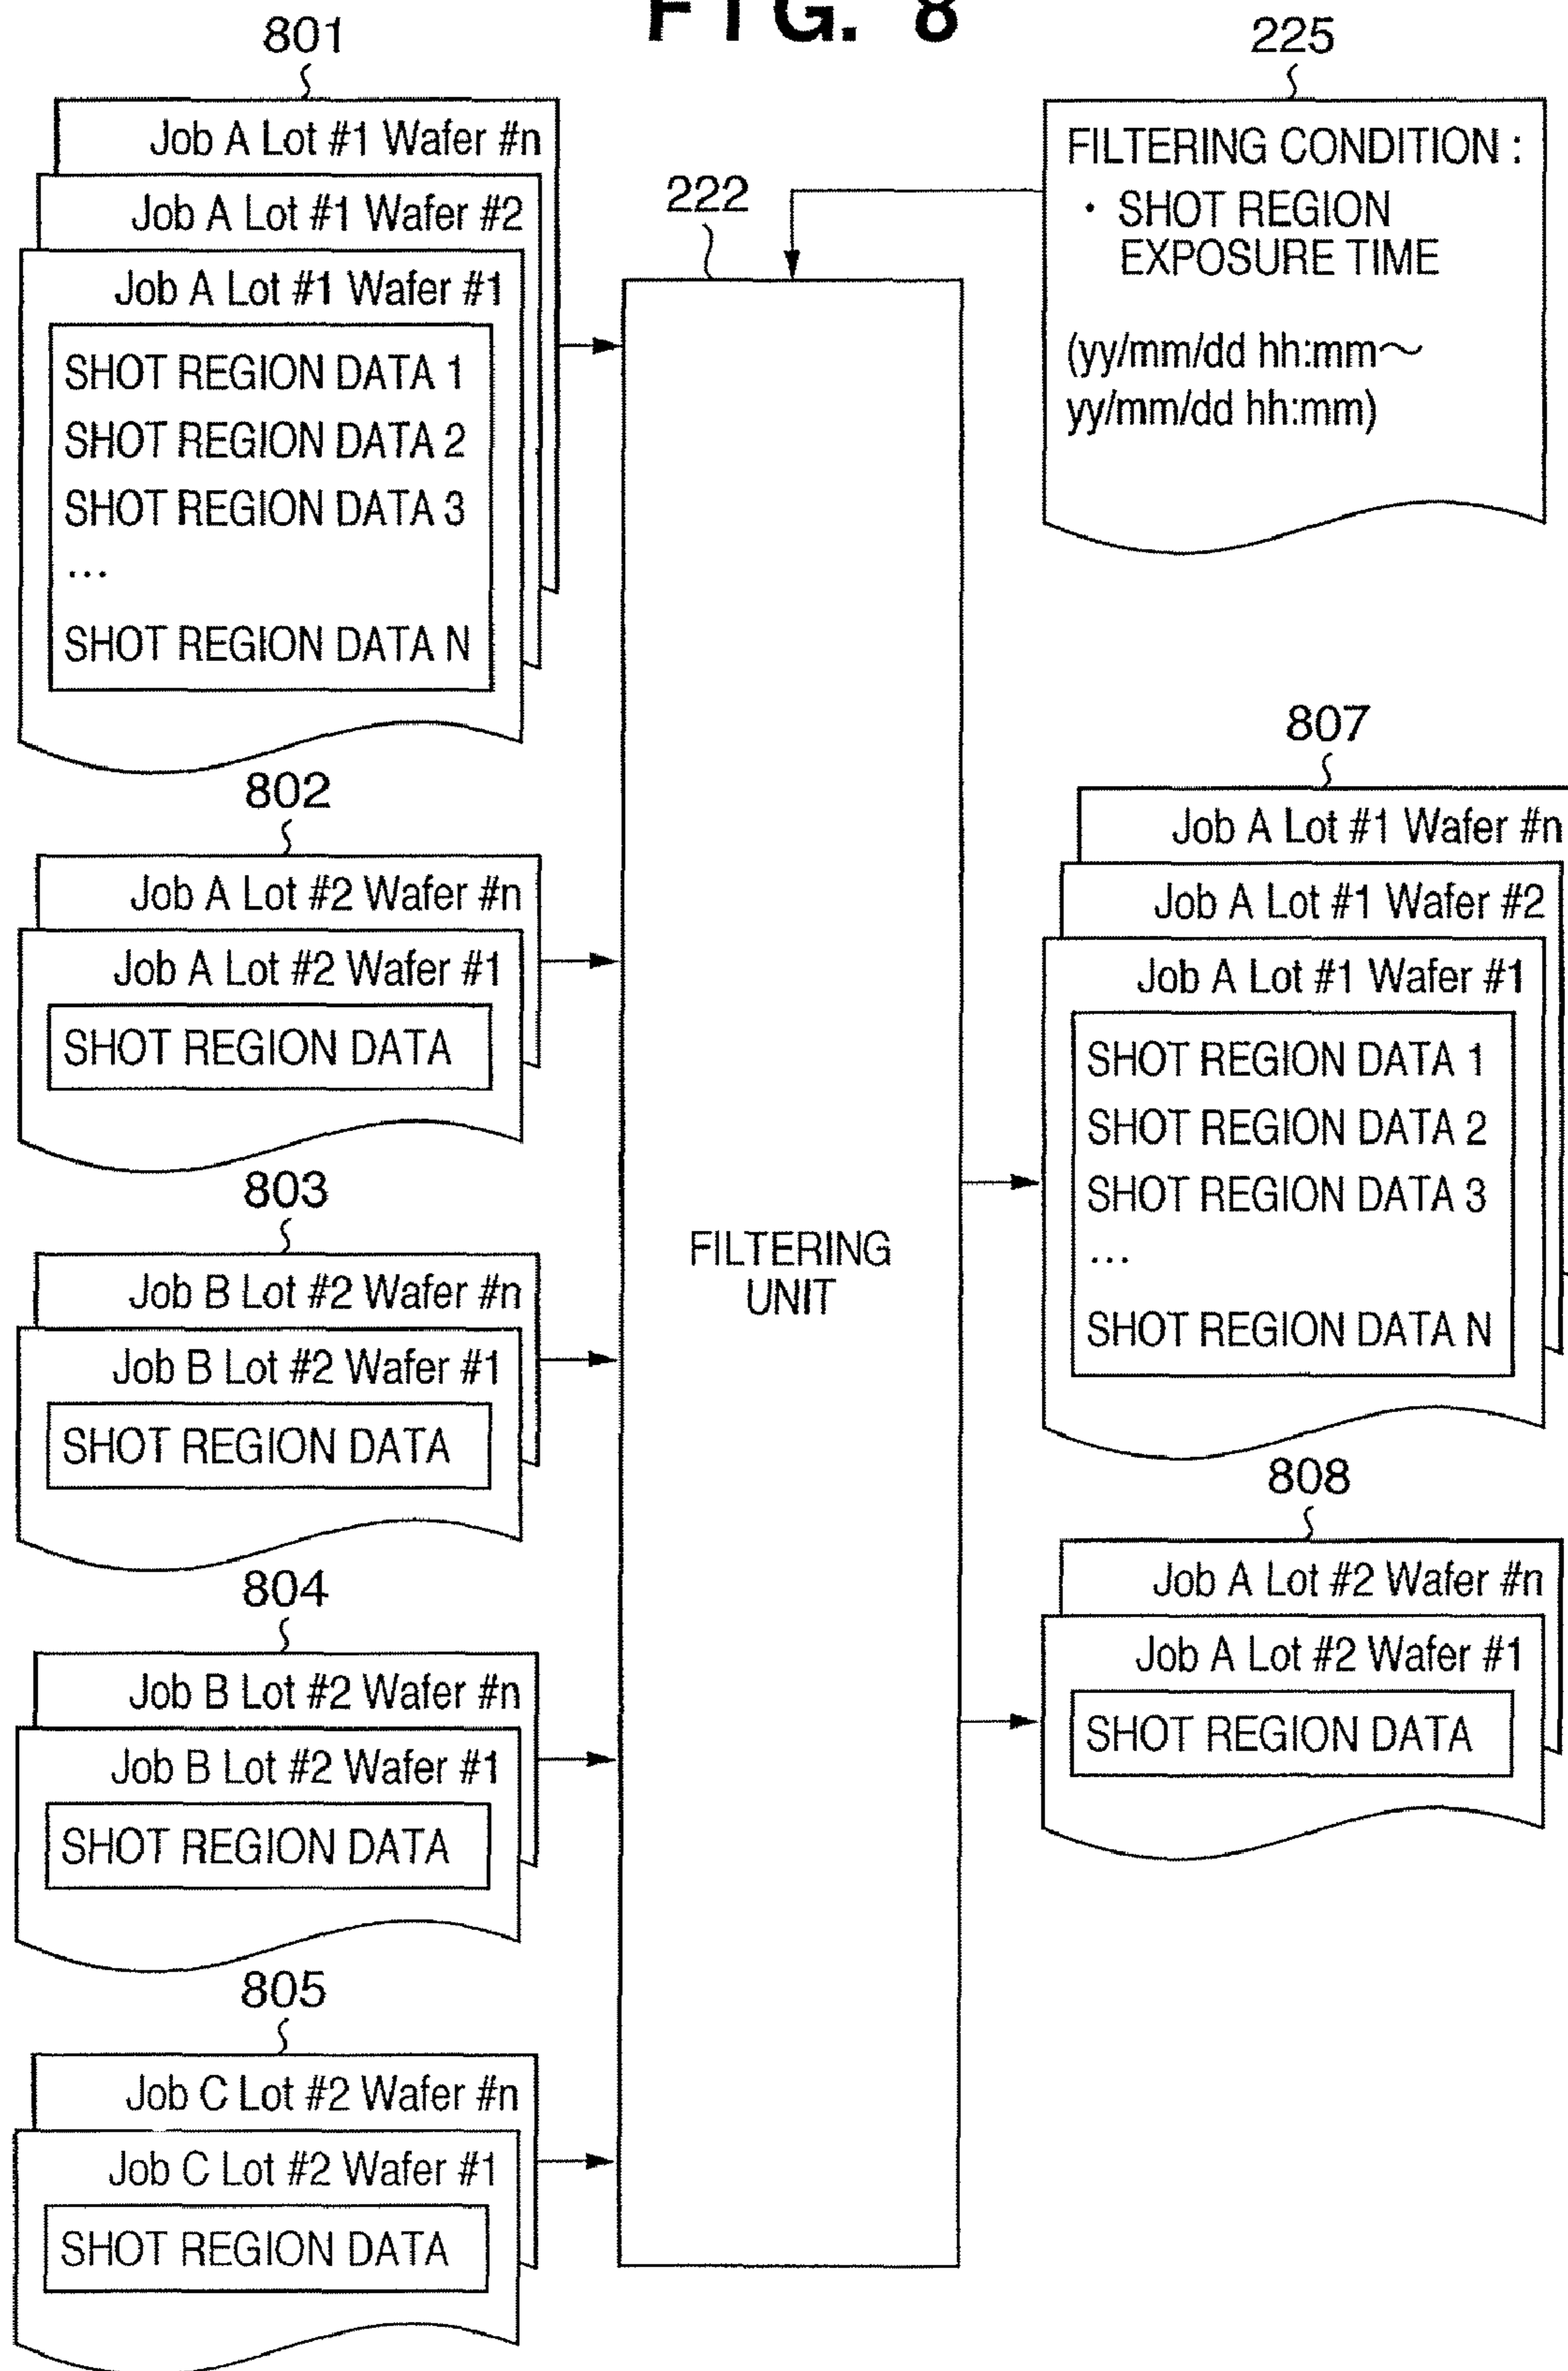 FIG. 8
801
Job A Lot #1 Wafer #n
Job A Lot #1 Wafer #2
Job A Lot #1 Wafer #1
SHOT REGION DATA 1
SHOT REGION DATA 2
SHOT REGION DATA 3
...
SHOT REGION DATA N
802
Job A Lot #2 Wafer #n
Job A Lot #2 Wafer #1
SHOT REGION DATA
803
Job B Lot #2 Wafer #n
Job B Lot #2 Wafer #1
SHOT REGION DATA
804
Job B Lot #2 Wafer #n
Job B Lot #2 Wafer #1
SHOT REGION DATA
805
Job C Lot #2 Wafer #n
Job C Lot #2 Wafer #1
SHOT REGION DATA
222
FILTERING
UNIT
225
FILTERING CONDITION :
・ SHOT REGION
EXPOSURE TIME
(yy/mm/dd hh:mm～
yy/mm/dd hh:mm)
807
Job A Lot #1 Wafer #n
Job A Lot #1 Wafer #2
Job A Lot #1 Wafer #1
SHOT REGION DATA 1
SHOT REGION DATA 2
SHOT REGION DATA 3
...
SHOT REGION DATA N
808
Job A Lot #2 Wafer #n
Job A Lot #2 Wafer #1
SHOT REGION DATA